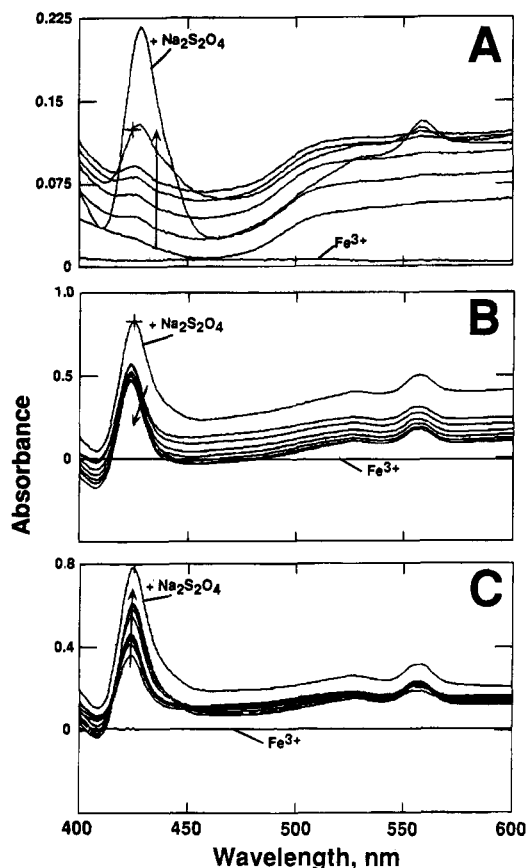 0.225
A
+ Na2S2O4
0.15
0.075
Fe3+
0
1.0
B
+ Na2S2O4
0.5
0
Fe3+
0.8
C
+ Na2S2O4
0.4
0
Fe3+
400 450 500 550 600
Absorbance
Wavelength, nm